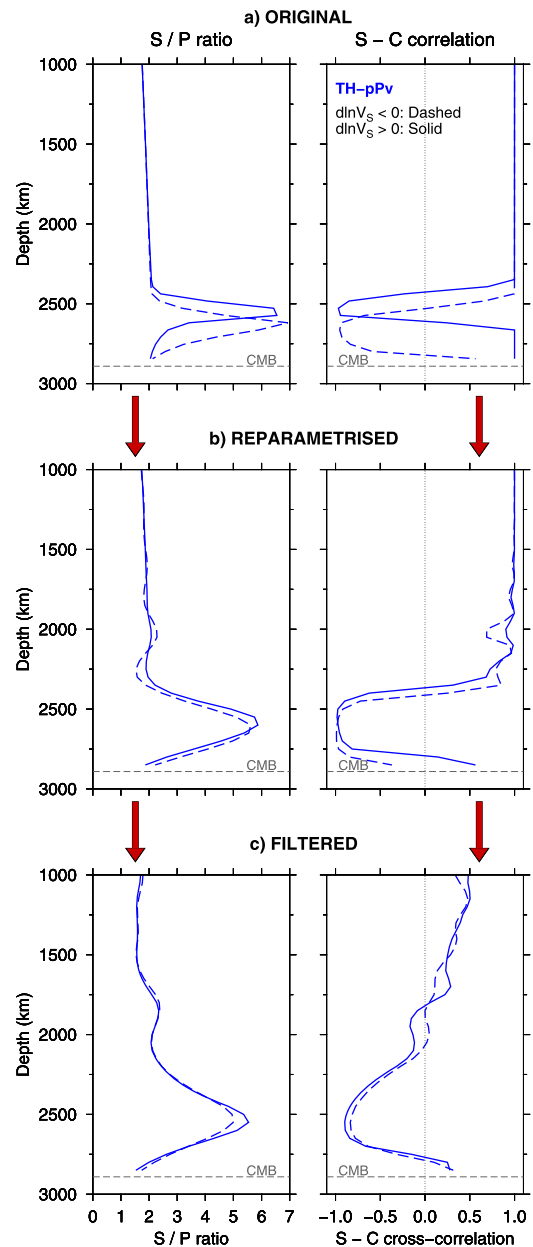 a) ORIGINAL
S / P ratio
S − C correlation
1000
1500
2000
2500
3000
Depth (km)
CMB
TH−pPv
dlnVS < 0: Dashed
dlnVS > 0: Solid
CMB
b) REPARAMETRISED
1000
1500
2000
2500
3000
Depth (km)
CMB
CMB
c) FILTERED
1000
1500
2000
2500
3000
Depth (km)
CMB
CMB
0 1 2 3 4 5 6 7
−1.0 −0.5 0.0 0.5 1.0
S / P ratio
S − C cross−correlation